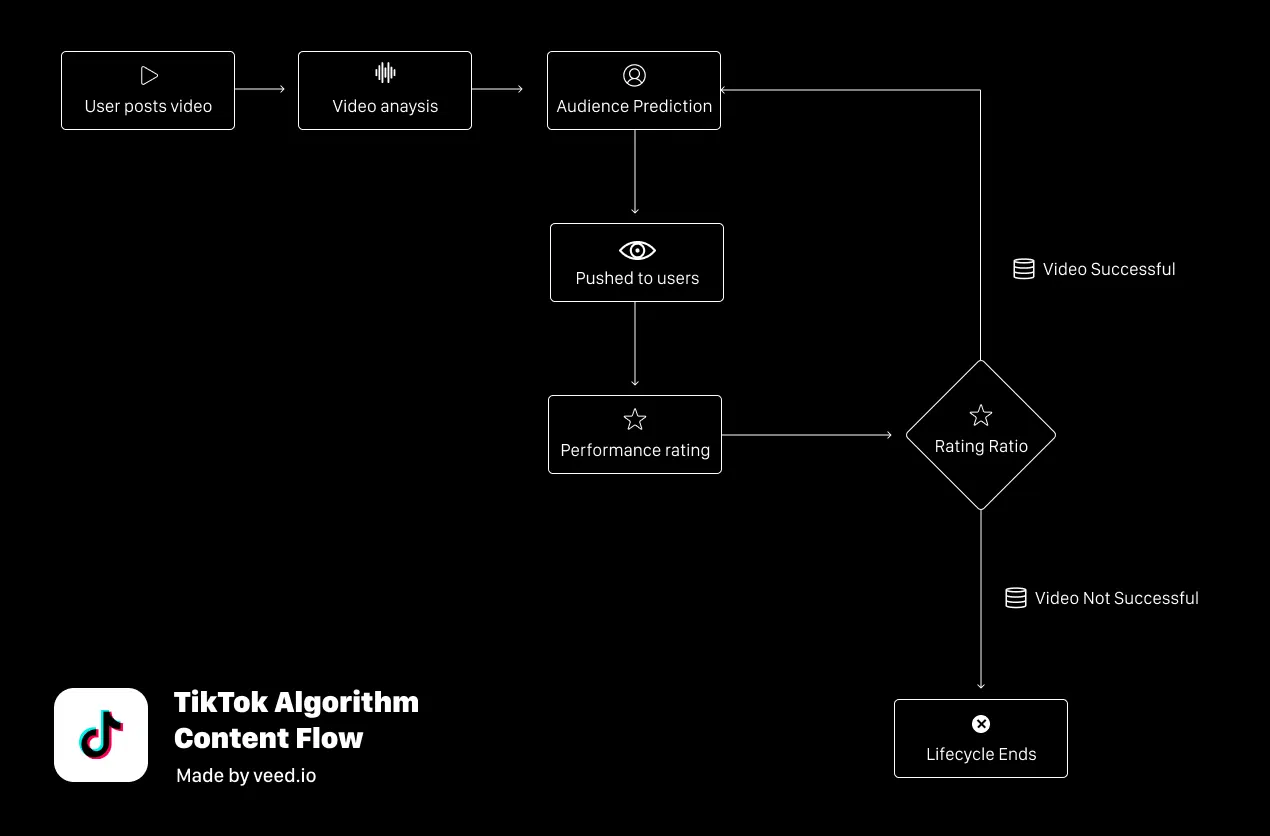 User posts video
Video anaysis
Audience Prediction
Pushed to users
Video Successful
Performance rating
Rating Ratio
Video Not Successful
Lifecycle Ends
TikTok Algorithm
Content Flow
Made by veed.io